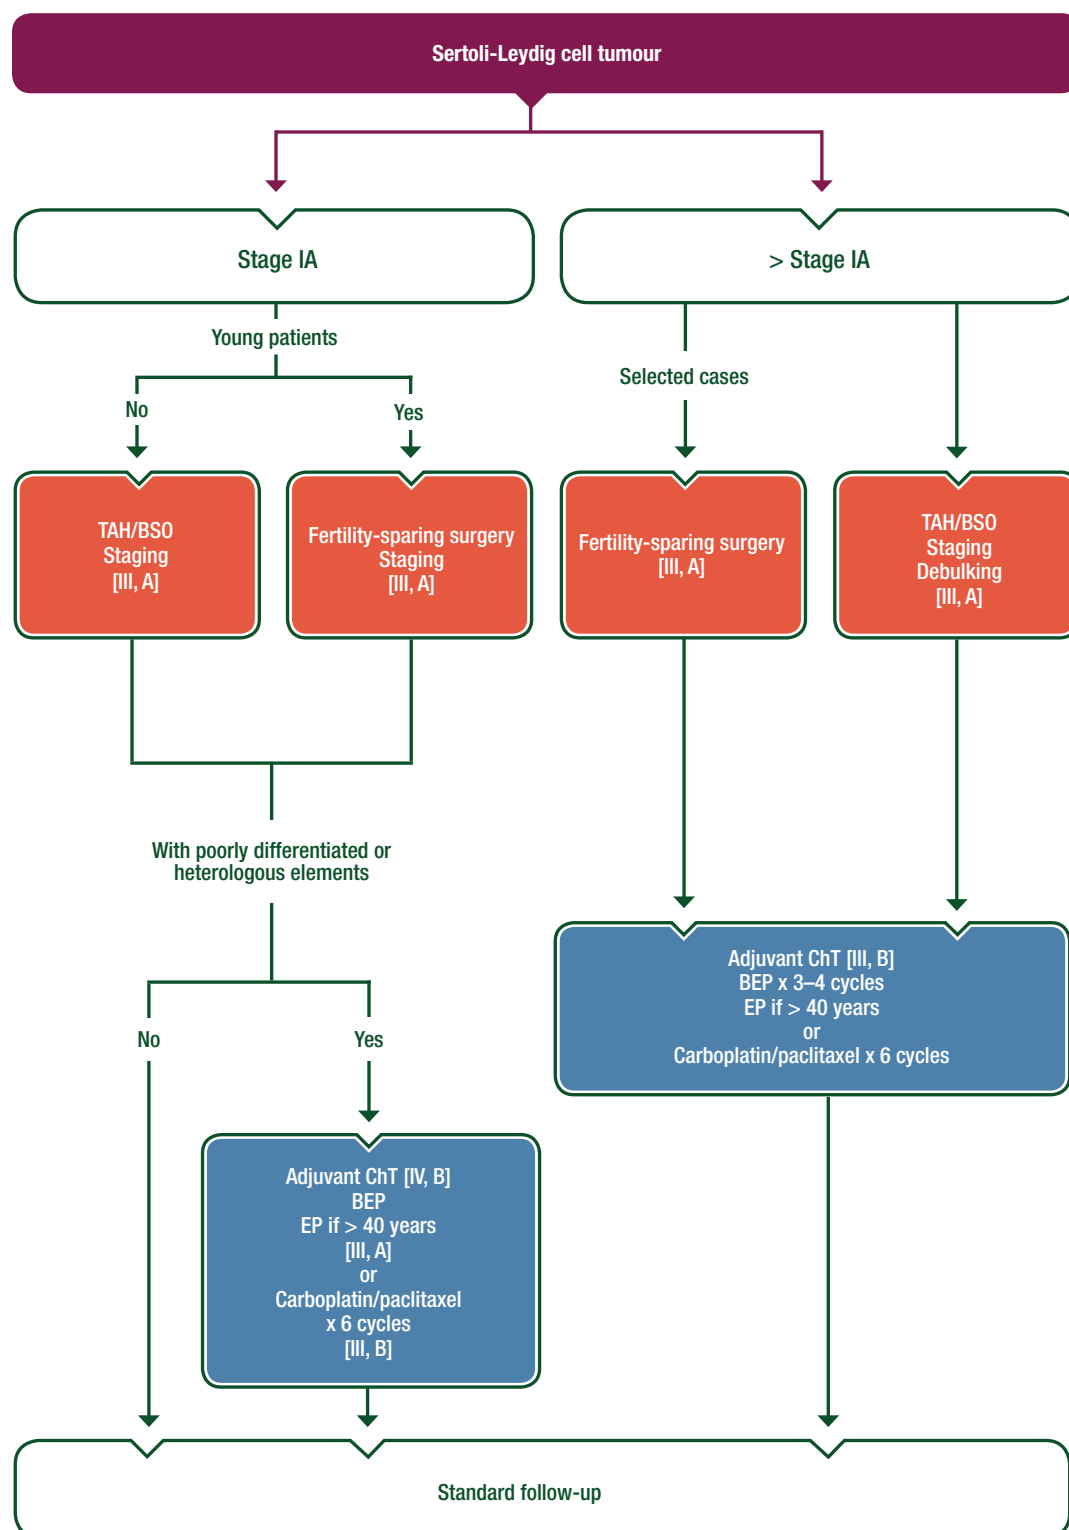 Sertoli-Leydig cell tumour
Stage IA
> Stage IA
Young patients
Selected cases
No
Yes
TAH/BSO
Staging
[III, A]
Fertility-sparing surgery
Staging
[III, A]
Fertility-sparing surgery
[III, A]
TAH/BSO
Staging
Debulking
[III, A]
With poorly differentiated or
heterologous elements
No
Yes
Adjuvant ChT [III, B]
BEP x 3–4 cycles
EP if > 40 years
or
Carboplatin/paclitaxel x 6 cycles
Adjuvant ChT [IV, B]
BEP
EP if > 40 years
[III, A]
or
Carboplatin/paclitaxel
x 6 cycles
[III, B]
Standard follow-up